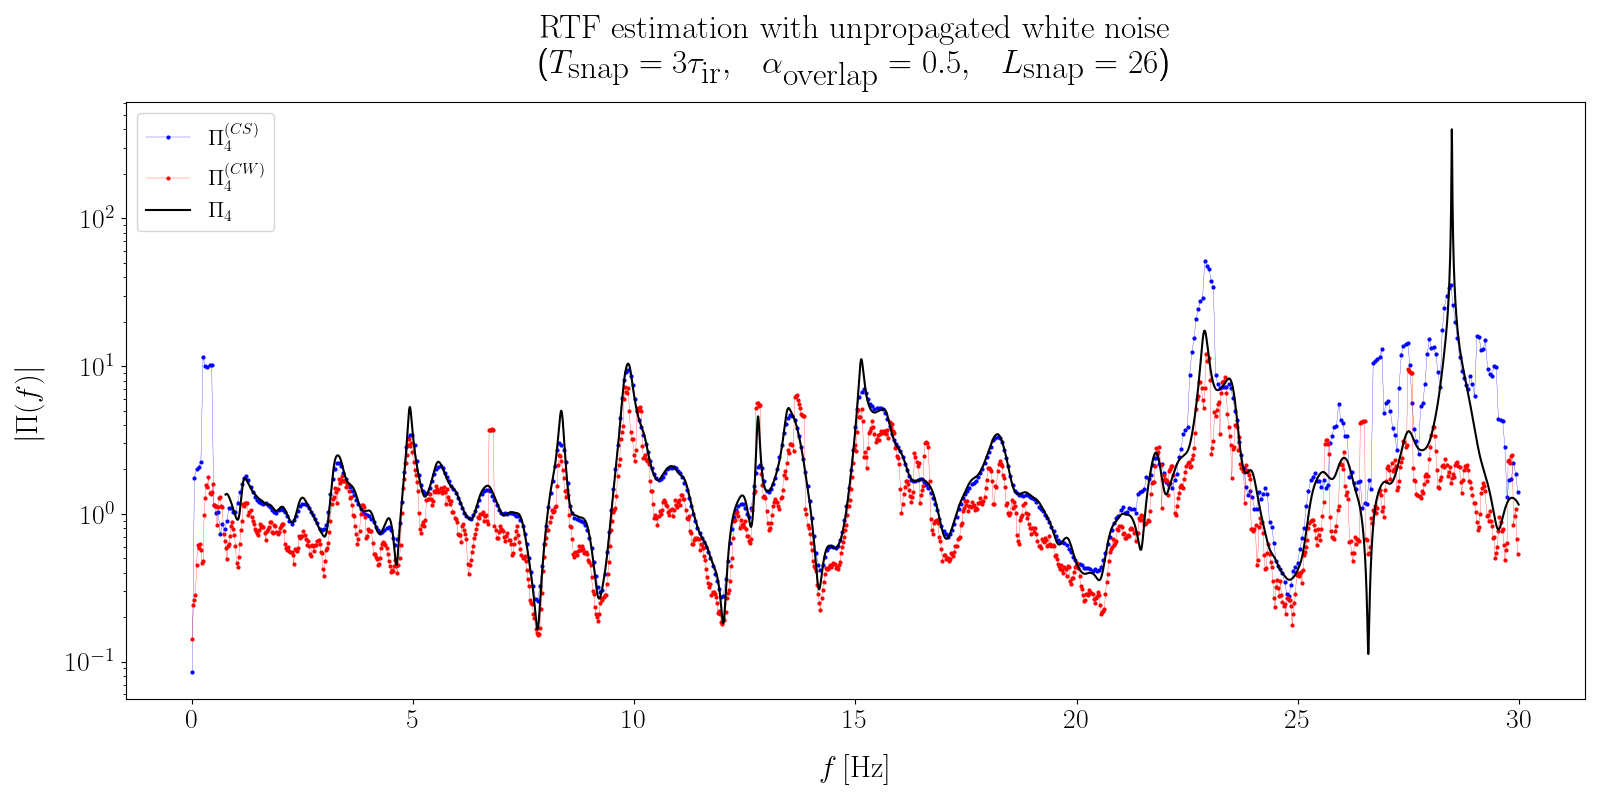 RTF estimation with unpropagated white noise
(T_snap = 3τ_ir, α_overlap = 0.5, L_snap = 26)
Π_4^(CS)
Π_4^(CW)
Π_4
|Π(f)|
10^2
10^1
10^0
10^−1
0 5 10 15 20 25 30
f [Hz]